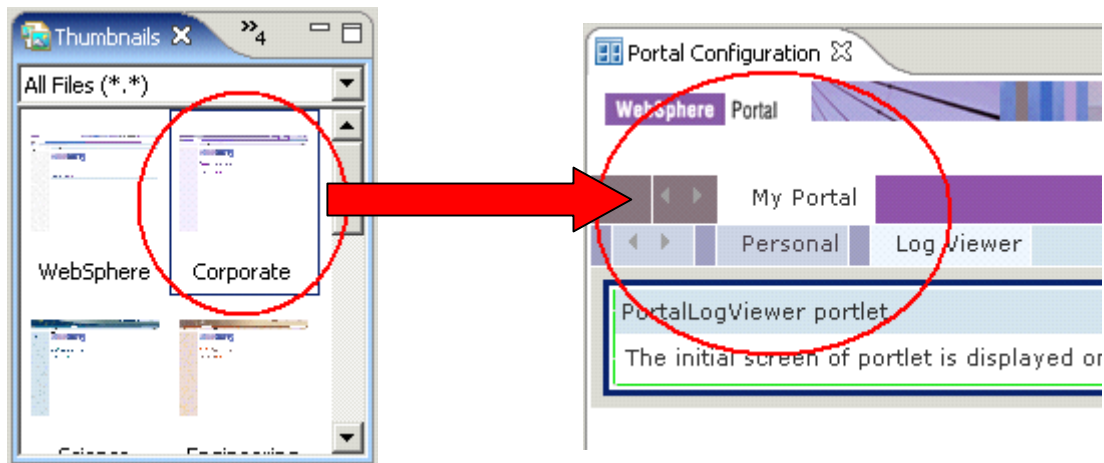 Thumbnails
»4
All Files (*.*)
WebSphere
Corporate
Portal Configuration
WebSphere Portal
My Portal
Personal
Log Viewer
PortalLogViewer portlet
The initial screen of portlet is displayed on